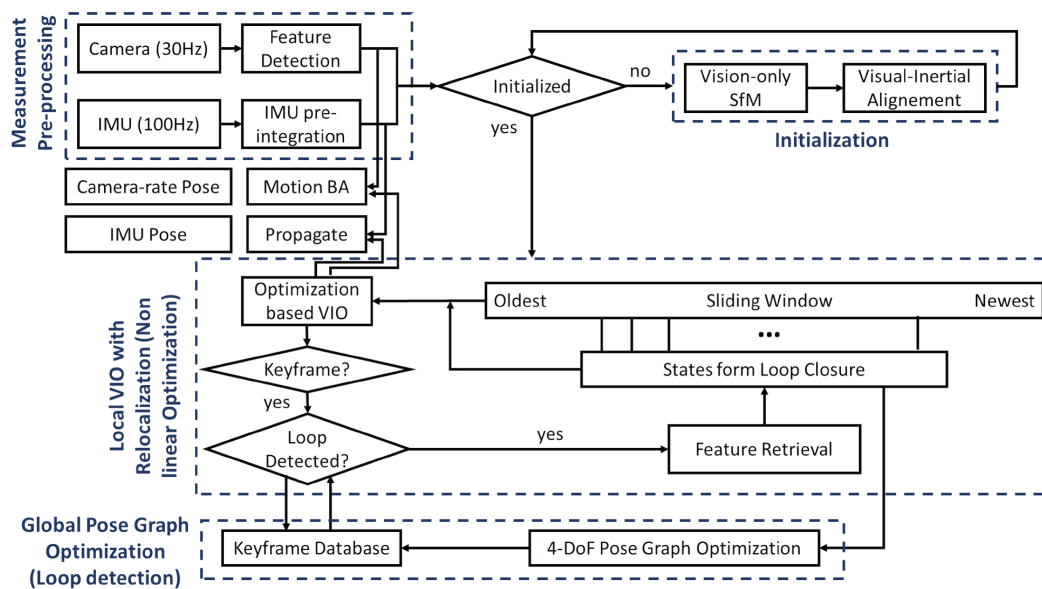 Measurement
Pre-processing
Camera (30Hz)
Feature
Detection
IMU (100Hz)
IMU pre-
integration
Initialized
no
yes
Vision-only
SfM
Visual-Inertial
Alignement
Initialization
Camera-rate Pose
Motion BA
IMU Pose
Propagate
Local VIO with
Relocalization (Non
linear Optimization)
Optimization
based VIO
Oldest
Sliding Window
Newest
...
States form Loop Closure
Keyframe?
yes
Loop
Detected?
yes
Feature Retrieval
Global Pose Graph
Optimization
(Loop detection)
Keyframe Database
4-DoF Pose Graph Optimization